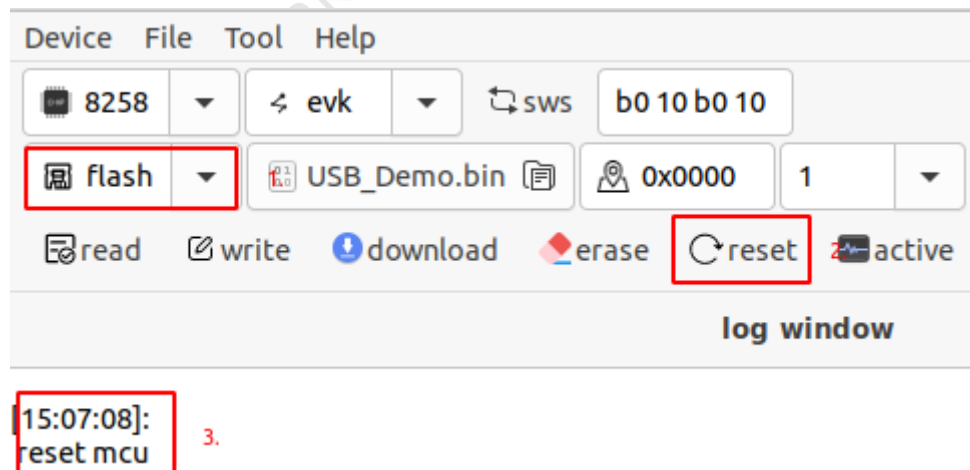 Device File Tool Help
8258 evk sws b0 10 b0 10
flash 1. USB_Demo.bin 0x0000 1
read write download erase reset 2. active
log window
[15:07:08]:
reset mcu 3.